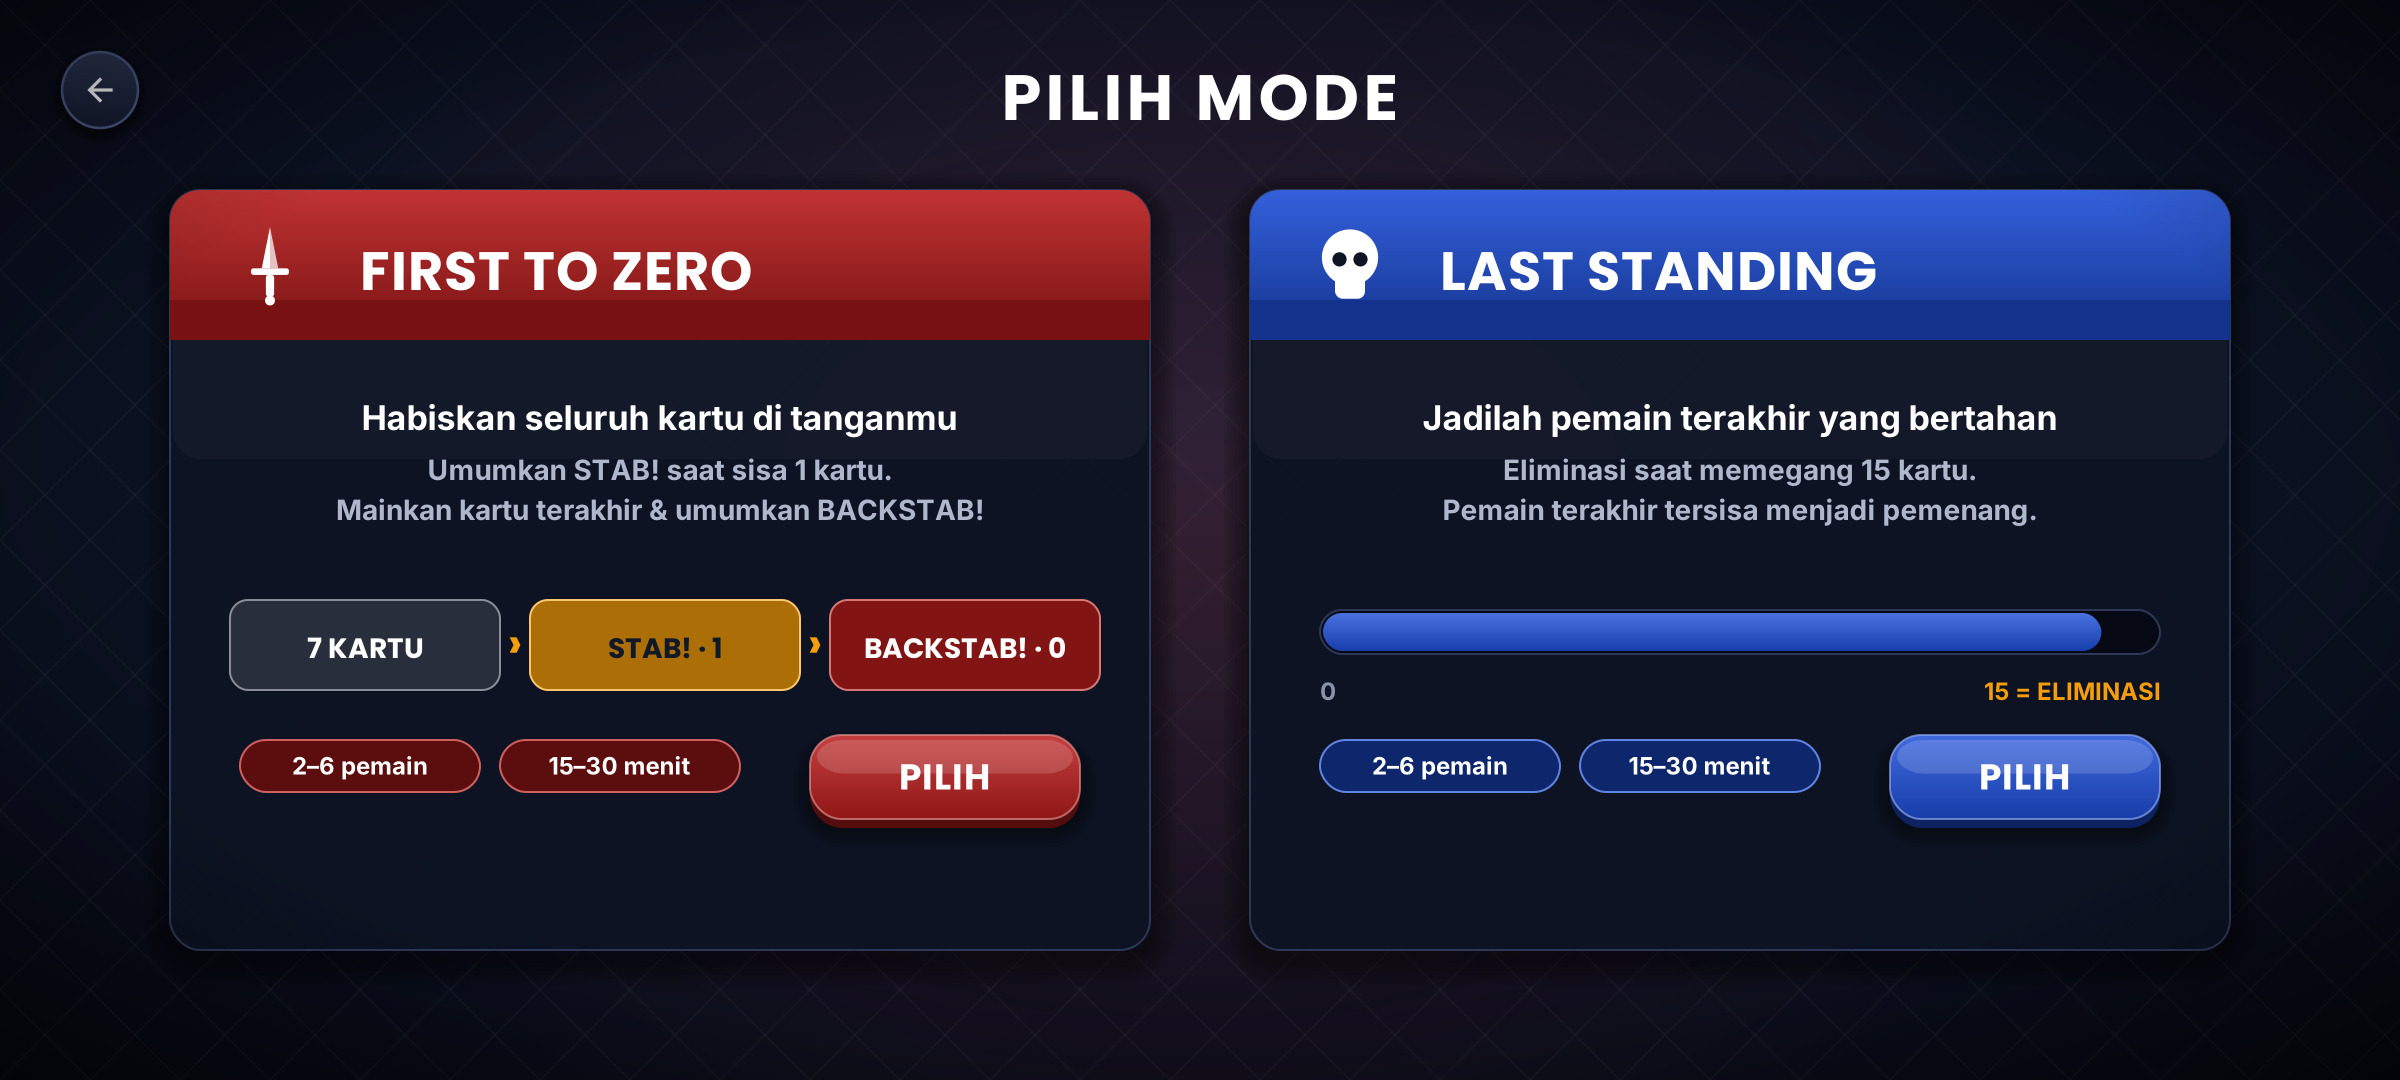 PILIH MODE
FIRST TO ZERO
Habiskan seluruh kartu di tanganmu
Umumkan STAB! saat sisa 1 kartu.
Mainkan kartu terakhir & umumkan BACKSTAB!
7 KARTU
STAB! · 1
BACKSTAB! · 0
2–6 pemain
15–30 menit
PILIH
LAST STANDING
Jadilah pemain terakhir yang bertahan
Eliminasi saat memegang 15 kartu.
Pemain terakhir tersisa menjadi pemenang.
0
15 = ELIMINASI
2–6 pemain
15–30 menit
PILIH